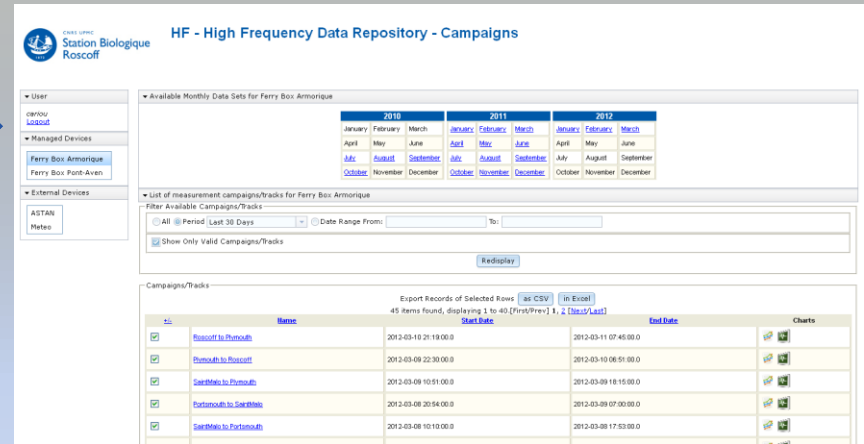 CNRS UPMC
Station Biologique
Roscoff
HF - High Frequency Data Repository - Campaigns
User
cariou
Logout
Managed Devices
Ferry Box Armorique
Ferry Box Pont-Aven
External Devices
ASTAN
Meteo
Available Monthly Data Sets for Ferry Box Armorique
2010 2011 2012
January February March January February March January February March
April May June April May June April May June
July August September July August September July August September
October November December October November December October November December
List of measurement campaigns/tracks for Ferry Box Armorique
Filter Available Campaigns/Tracks
All Period Last 30 Days Date Range From: To:
Show Only Valid Campaigns/Tracks
Redisplay
Campaigns/Tracks
Export Records of Selected Rows as CSV in Excel
45 items found, displaying 1 to 40.[First/Prev] 1, 2 [Next/Last]
+/- Name Start Date End Date Charts
Roscoff to Plymouth 2012-03-10 21:19:00.0 2012-03-11 07:45:00.0
Plymouth to Roscoff 2012-03-09 22:30:00.0 2012-03-10 06:51:00.0
SaintMalo to Plymouth 2012-03-09 10:51:00.0 2012-03-09 18:15:00.0
Portsmouth to SaintMalo 2012-03-08 20:54:00.0 2012-03-09 07:00:00.0
SaintMalo to Portsmouth 2012-03-08 10:10:00.0 2012-03-08 17:53:00.0